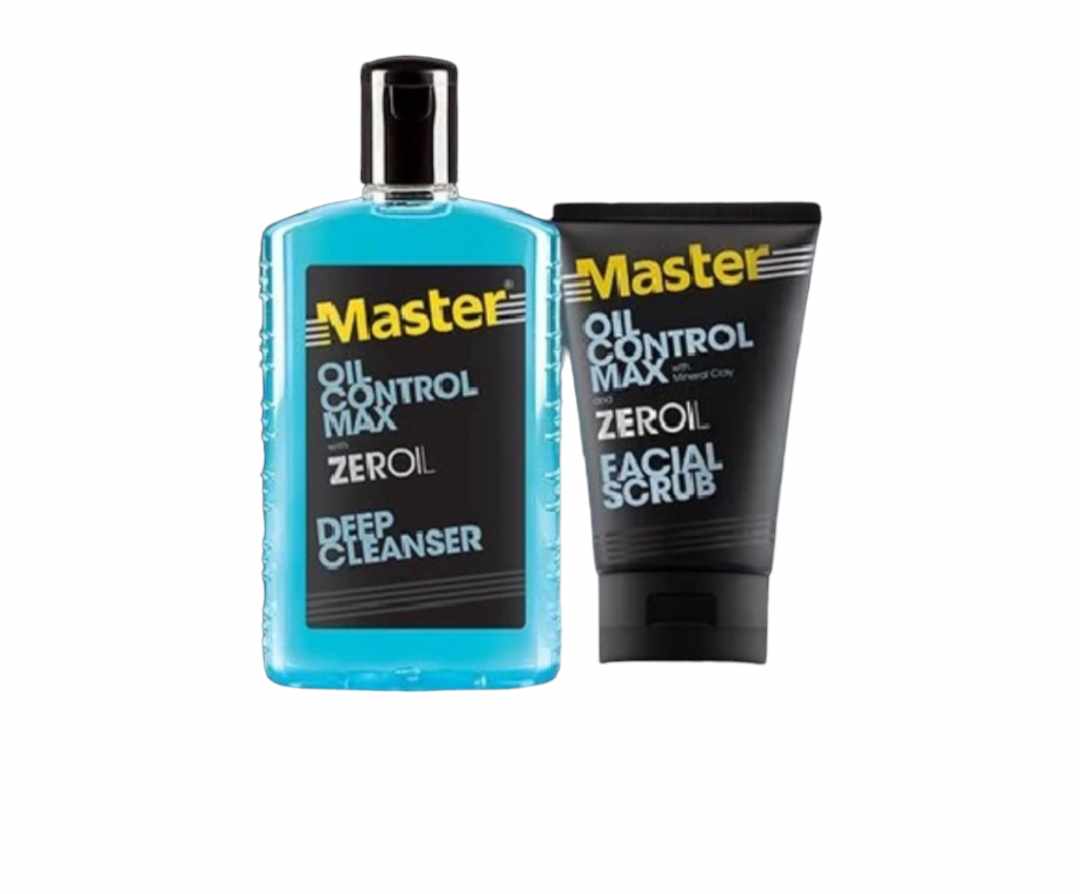 Master®
OIL
CONTROL
MAX
with
ZEROIL
DEEP
CLEANSER
Master
OIL
CONTROL
MAX with
Mineral Clay
and
ZEROIL
FACIAL
SCRUB